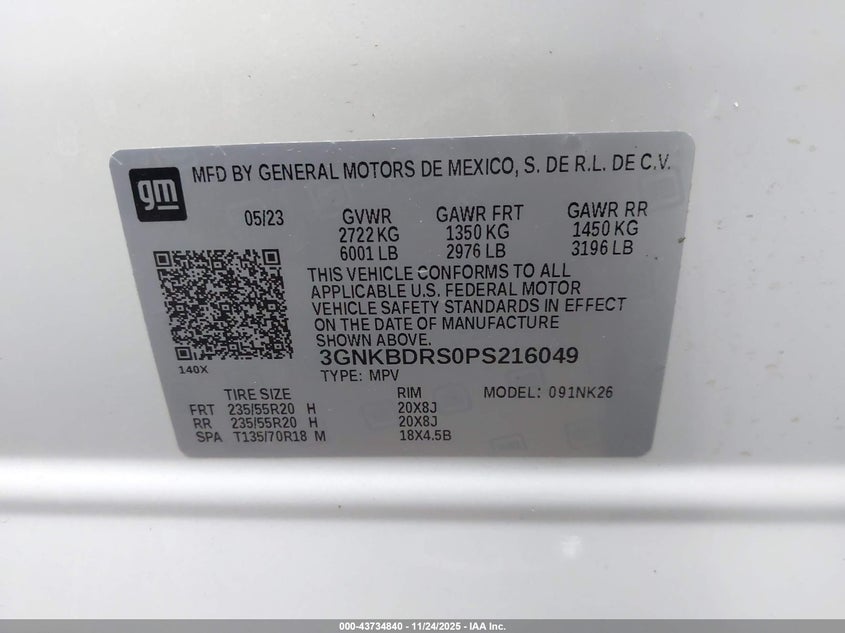 gm
MFD BY GENERAL MOTORS DE MEXICO, S. DE R.L. DE C.V.
05/23 GVWR GAWR FRT GAWR RR
2722 KG 1350 KG 1450 KG
6001 LB 2976 LB 3196 LB
THIS VEHICLE CONFORMS TO ALL
APPLICABLE U.S. FEDERAL MOTOR
VEHICLE SAFETY STANDARDS IN EFFECT
ON THE DATE OF MANUFACTURE
SHOWN ABOVE.
140X
3GNKBDRS0PS216049
TYPE: MPV
TIRE SIZE RIM MODEL: 091NK26
FRT 235/55R20 H 20X8J
RR 235/55R20 H 20X8J
SPA T135/70R18 M 18X4.5B
000-43734840 - 11/24/2025 - IAA Inc.